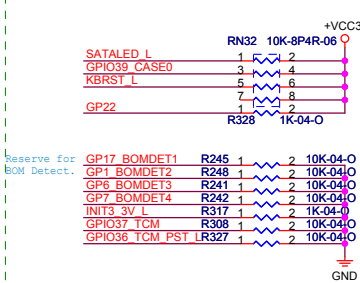 +VCC3
RN32 10K-8P4R-06
SATALED_L 1 2
GPIO39_CASE0 3 4
KBRST_L 5 6
7 8
GP22 1 2
R328 1K-04-O
Reserve for BOM Detect.
GP17_BOMDET1 R245 1 2 10K-04-O
GP1_BOMDET2 R248 1 2 10K-04-O
GP6_BOMDET3 R241 1 2 10K-04-O
GP7_BOMDET4 R242 1 2 10K-04-O
INIT3_3V_L R317 1 2 1K-04-O
GPIO37_TCM R308 1 2 10K-04-O
GPIO36_TCM_PST_L R327 1 2 10K-04-O
GND